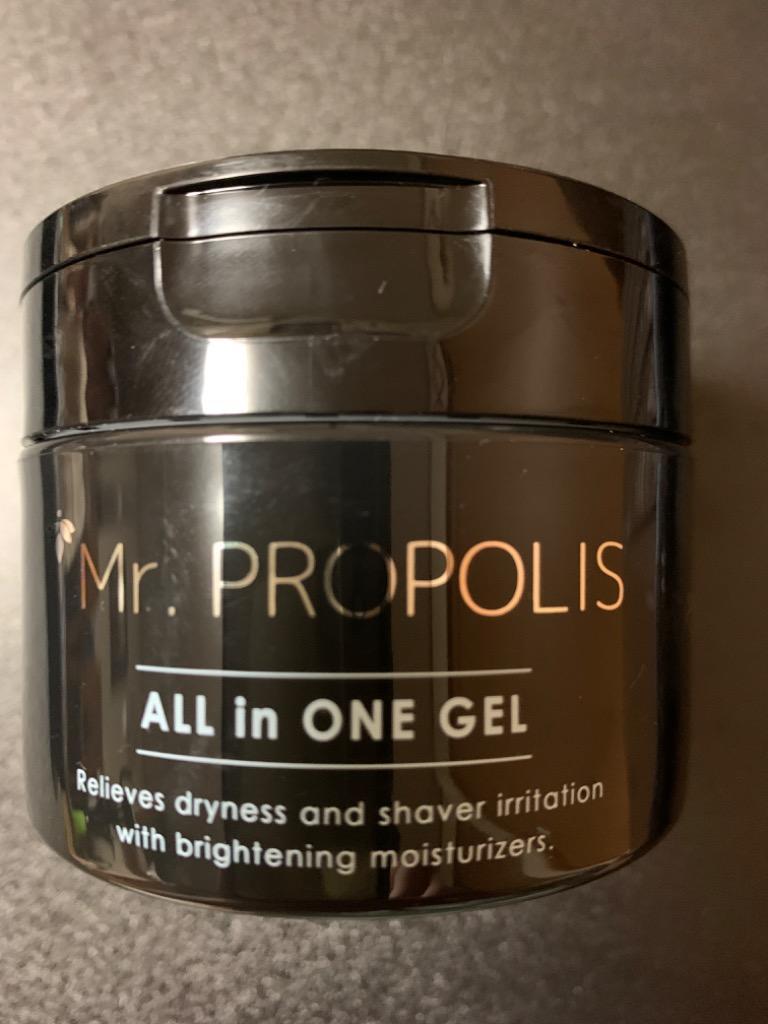 Mr. PROPOLIS
ALL in ONE GEL
Relieves dryness and shaver irritation
with brightening moisturizers.